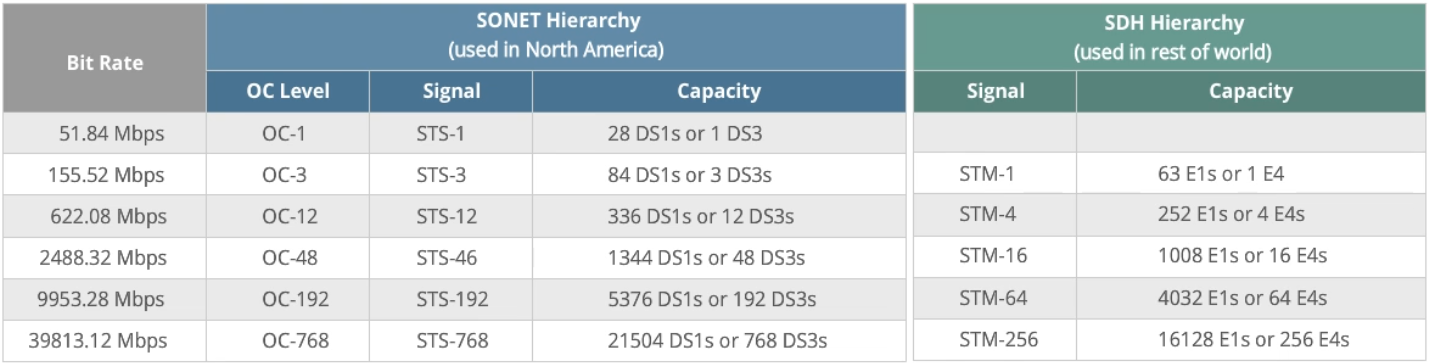 Bit Rate
SONET Hierarchy
(used in North America)
SDH Hierarchy
(used in rest of world)
OC Level Signal Capacity Signal Capacity
51.84 Mbps OC-1 STS-1 28 DS1s or 1 DS3
155.52 Mbps OC-3 STS-3 84 DS1s or 3 DS3s STM-1 63 E1s or 1 E4
622.08 Mbps OC-12 STS-12 336 DS1s or 12 DS3s STM-4 252 E1s or 4 E4s
2488.32 Mbps OC-48 STS-46 1344 DS1s or 48 DS3s STM-16 1008 E1s or 16 E4s
9953.28 Mbps OC-192 STS-192 5376 DS1s or 192 DS3s STM-64 4032 E1s or 64 E4s
39813.12 Mbps OC-768 STS-768 21504 DS1s or 768 DS3s STM-256 16128 E1s or 256 E4s